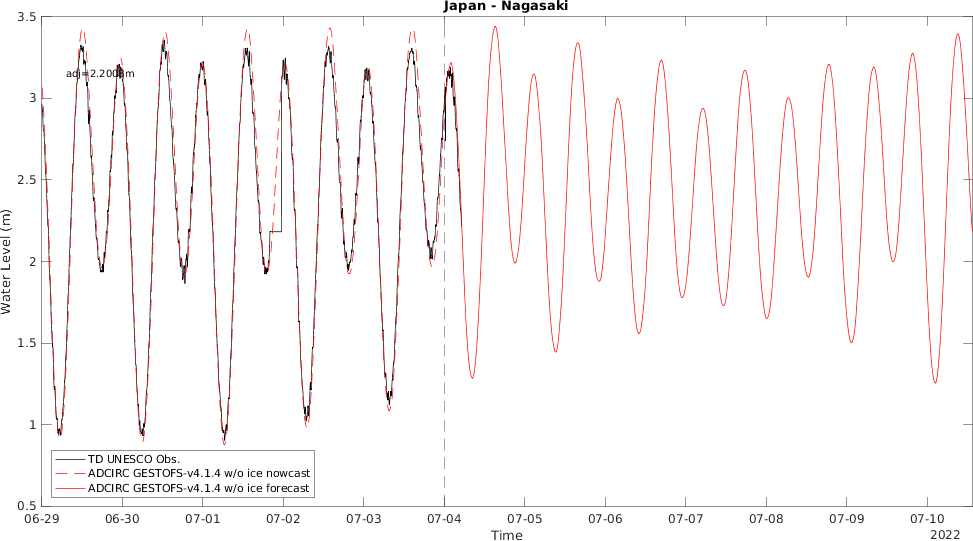 Japan - Nagasaki
3.5
3
2.5
2
1.5
1
0.5
Water Level (m)
adj=2.2008m
TD UNESCO Obs.
ADCIRC GESTOFS-v4.1.4 w/o ice nowcast
ADCIRC GESTOFS-v4.1.4 w/o ice forecast
06-29 06-30 07-01 07-02 07-03 07-04 07-05 07-06 07-07 07-08 07-09 07-10
Time
2022